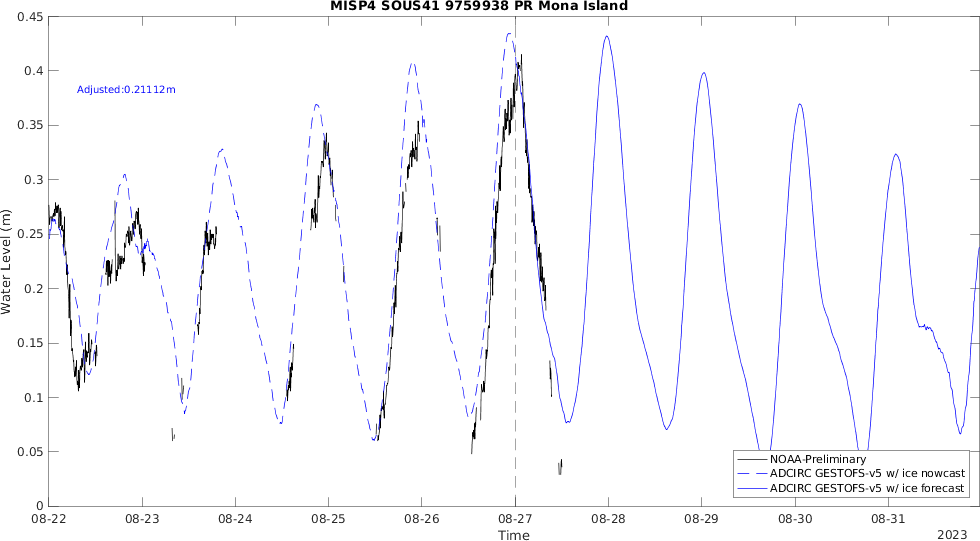 MISP4 SOUS41 9759938 PR Mona Island
0.45
0.4
Adjusted:0.21112m
0.35
0.3
0.25
Water Level (m)
0.2
0.15
0.1
0.05
NOAA-Preliminary
ADCIRC GESTOFS-v5 w/ ice nowcast
ADCIRC GESTOFS-v5 w/ ice forecast
0
08-22 08-23 08-24 08-25 08-26 08-27 08-28 08-29 08-30 08-31
Time
2023